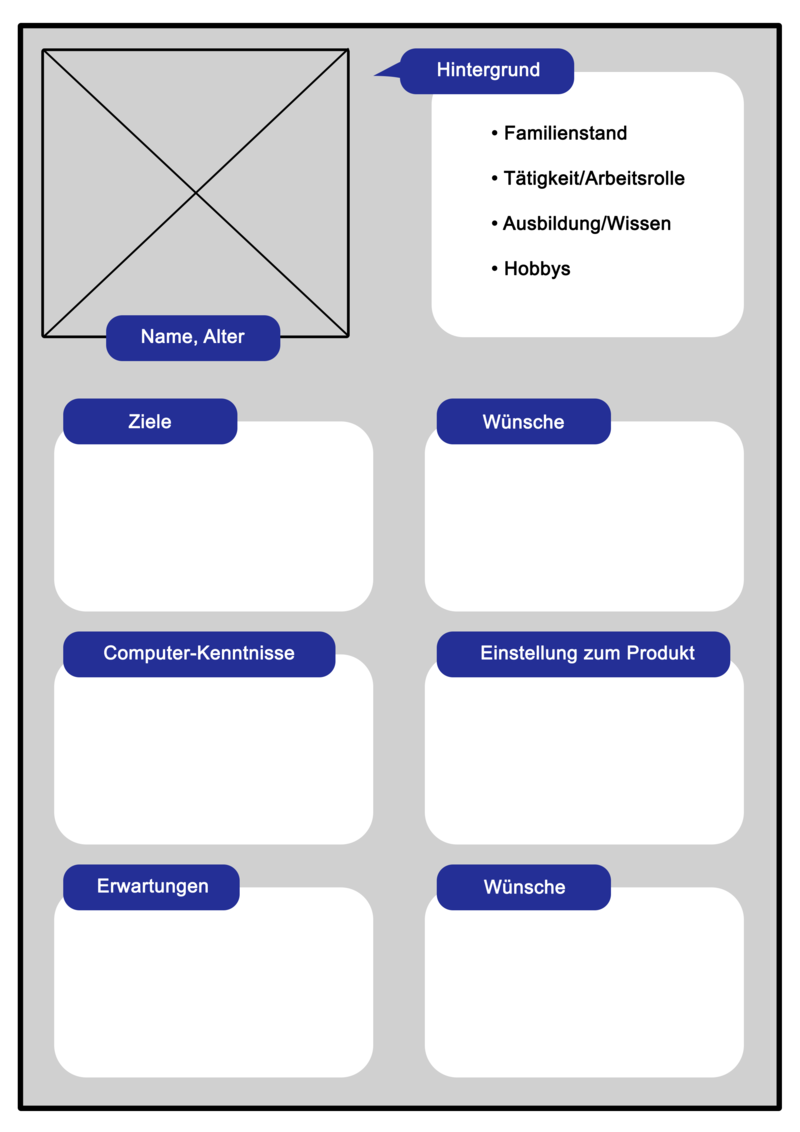 Hintergrund
• Familienstand
• Tätigkeit/Arbeitsrolle
• Ausbildung/Wissen
• Hobbys
Name, Alter
Ziele
Wünsche
Computer-Kenntnisse
Einstellung zum Produkt
Erwartungen
Wünsche